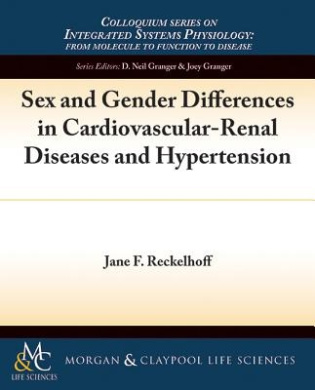 Colloquium series on
Integrated Systems Physiology:
from molecule to function to disease
Series Editors: D. Neil Granger & Joey Granger
Sex and Gender Differences
in Cardiovascular-Renal
Diseases and Hypertension
Jane F. Reckelhoff
M&C
LIFE SCIENCES
Morgan & Claypool Life Sciences